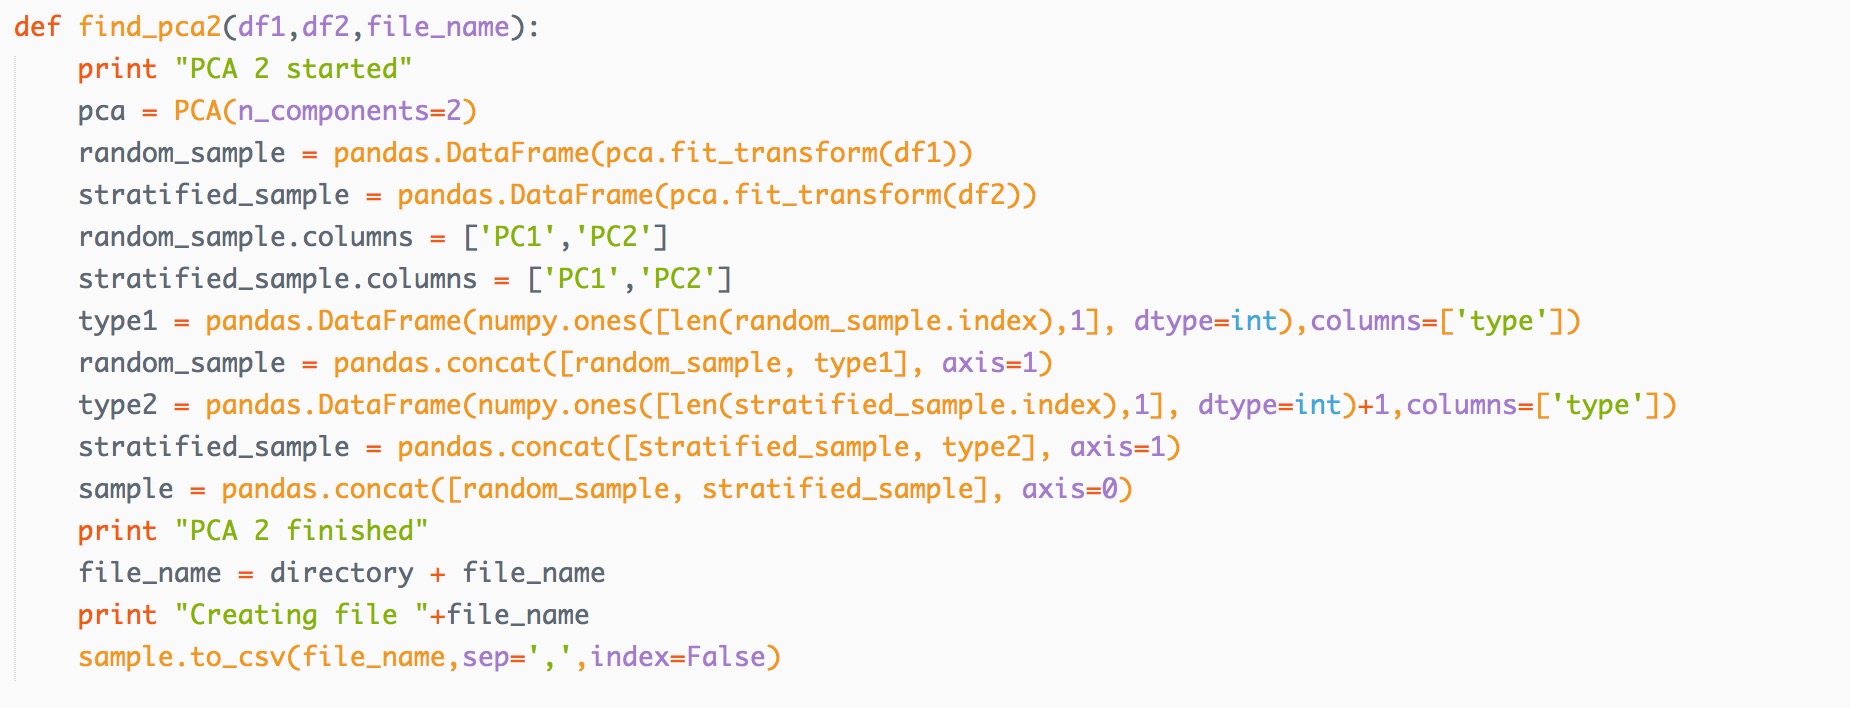 def find_pca2(df1,df2,file_name):
    print "PCA 2 started"
    pca = PCA(n_components=2)
    random_sample = pandas.DataFrame(pca.fit_transform(df1))
    stratified_sample = pandas.DataFrame(pca.fit_transform(df2))
    random_sample.columns = ['PC1','PC2']
    stratified_sample.columns = ['PC1','PC2']
    type1 = pandas.DataFrame(numpy.ones([len(random_sample.index),1], dtype=int),columns=['type'])
    random_sample = pandas.concat([random_sample, type1], axis=1)
    type2 = pandas.DataFrame(numpy.ones([len(stratified_sample.index),1], dtype=int)+1,columns=['type'])
    stratified_sample = pandas.concat([stratified_sample, type2], axis=1)
    sample = pandas.concat([random_sample, stratified_sample], axis=0)
    print "PCA 2 finished"
    file_name = directory + file_name
    print "Creating file "+file_name
    sample.to_csv(file_name,sep=',',index=False)